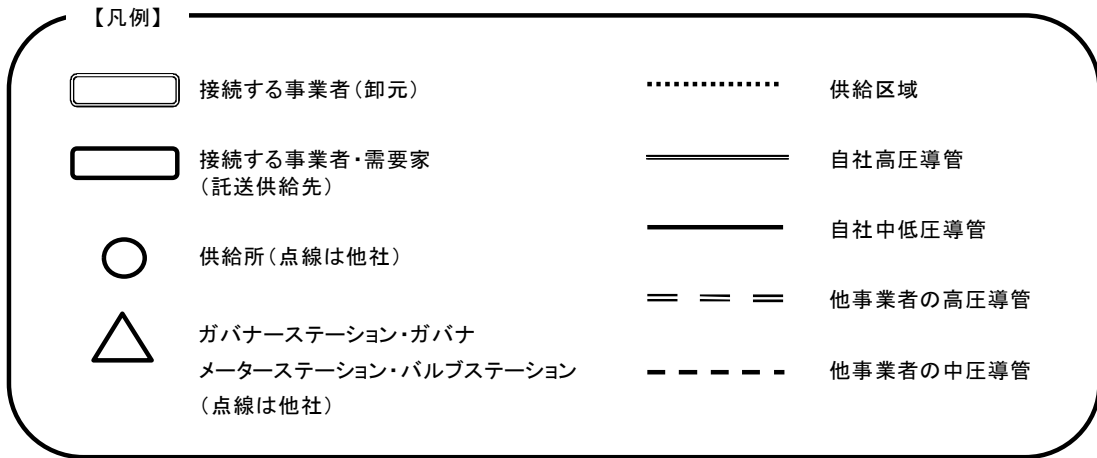 【凡例】
接続する事業者(卸元)
接続する事業者・需要家
(託送供給先)
供給所(点線は他社)
ガバナーステーション・ガバナ
メーターステーション・バルブステーション
(点線は他社)
供給区域
自社高圧導管
自社中低圧導管
他事業者の高圧導管
他事業者の中圧導管